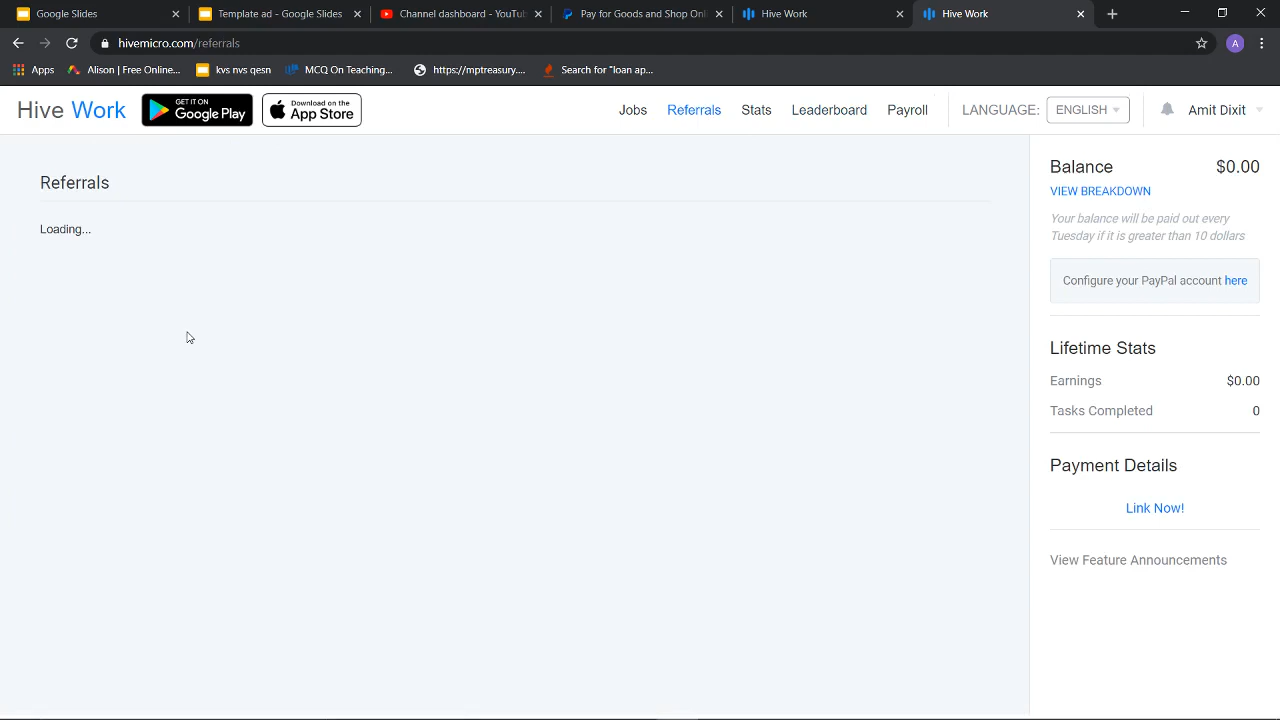 Google Slides
Template ad - Google Slides
Channel dashboard - YouTu
Pay for Goods and Shop Onl
Hive Work
Hive Work
hivemicro.com/referrals
A
Apps
Alison | Free Online...
kvs nvs qesn
MCQ On Teaching...
https://mptreasury....
Search for "loan ap...
Hive Work
GET IT ON
Google Play
Download on the
App Store
Jobs
Referrals
Stats
Leaderboard
Payroll
LANGUAGE:
ENGLISH
Amit Dixit
Referrals
Loading...
Balance $0.00
VIEW BREAKDOWN
Your balance will be paid out every
Tuesday if it is greater than 10 dollars
Configure your PayPal account here
Lifetime Stats
Earnings $0.00
Tasks Completed 0
Payment Details
Link Now!
View Feature Announcements